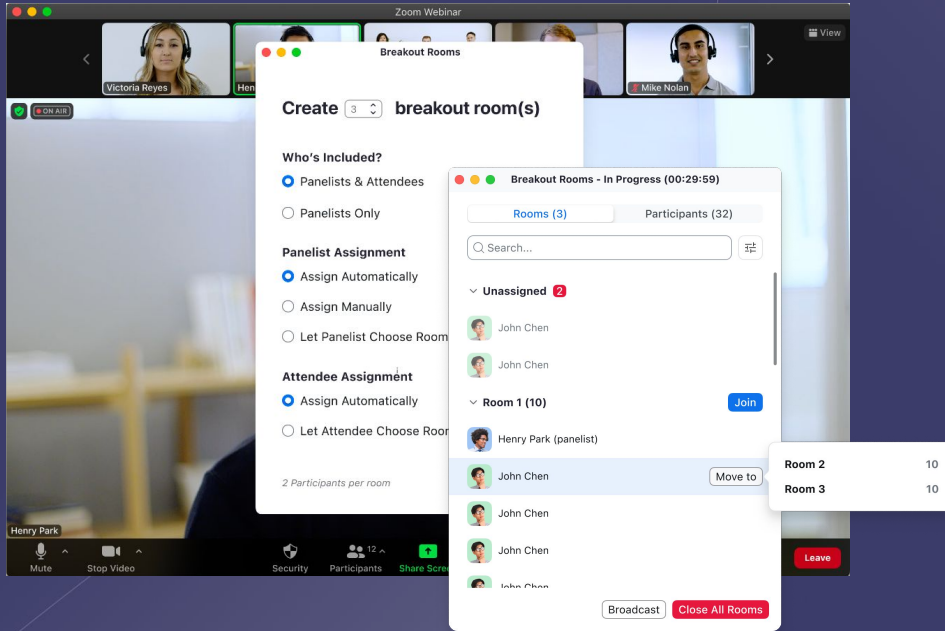 Zoom Webinar
View
Victoria Reyes
Hen
Mike Nolan
ON AIR
Breakout Rooms
Create 3 breakout room(s)
Who's Included?
Panelists & Attendees
Panelists Only
Panelist Assignment
Assign Automatically
Assign Manually
Let Panelist Choose Room
Attendee Assignment
Assign Automatically
Let Attendee Choose Roor
2 Participants per room
Breakout Rooms - In Progress (00:29:59)
Rooms (3)
Participants (32)
Search...
Unassigned 2
John Chen
John Chen
Room 1 (10)
Join
Henry Park (panelist)
John Chen
Move to
Room 2 10
Room 3 10
John Chen
John Chen
John Chen
Broadcast
Close All Rooms
Henry Park
Mute
Stop Video
Security
12
Participants
Share Scree
Leave